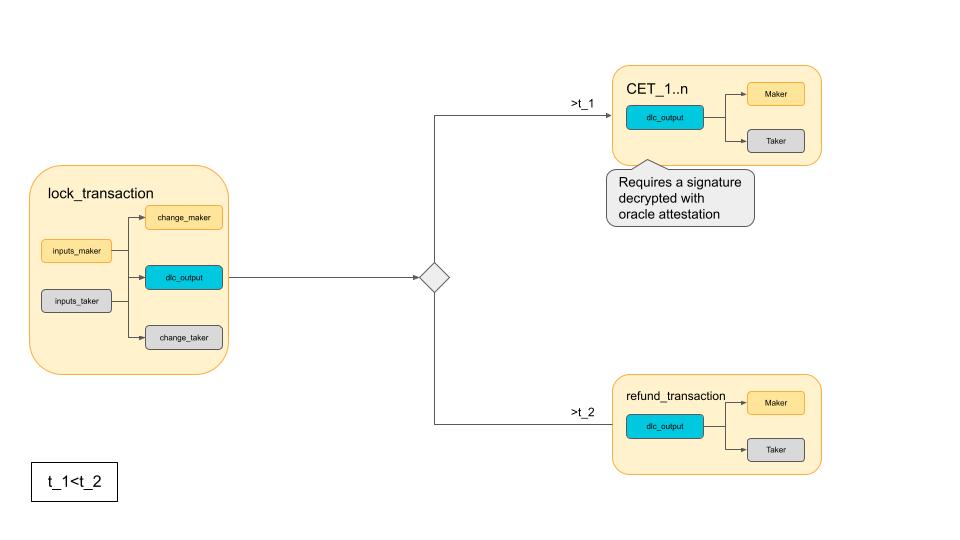 lock_transaction
change_maker
inputs_maker
dlc_output
inputs_taker
change_taker
>t_1
CET_1..n
Maker
dlc_output
Taker
Requires a signature
decrypted with
oracle attestation
>t_2
refund_transaction
Maker
dlc_output
Taker
t_1<t_2